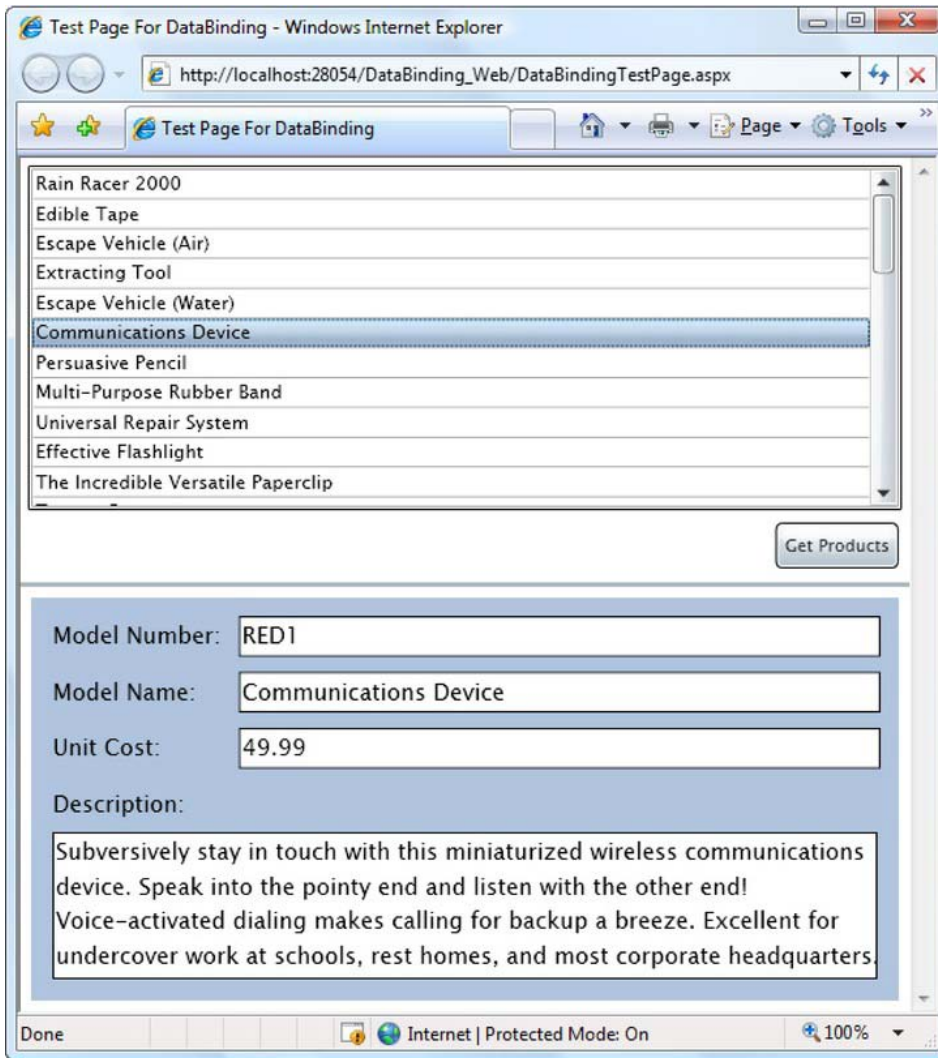 Test Page For DataBinding - Windows Internet Explorer
http://localhost:28054/DataBinding_Web/DataBindingTestPage.aspx
Test Page For DataBinding
Page
Tools
Rain Racer 2000
Edible Tape
Escape Vehicle (Air)
Extracting Tool
Escape Vehicle (Water)
Communications Device
Persuasive Pencil
Multi-Purpose Rubber Band
Universal Repair System
Effective Flashlight
The Incredible Versatile Paperclip
Get Products
Model Number: RED1
Model Name: Communications Device
Unit Cost: 49.99
Description:
Subversively stay in touch with this miniaturized wireless communications
device. Speak into the pointy end and listen with the other end!
Voice-activated dialing makes calling for backup a breeze. Excellent for
undercover work at schools, rest homes, and most corporate headquarters.
Done
Internet | Protected Mode: On
100%